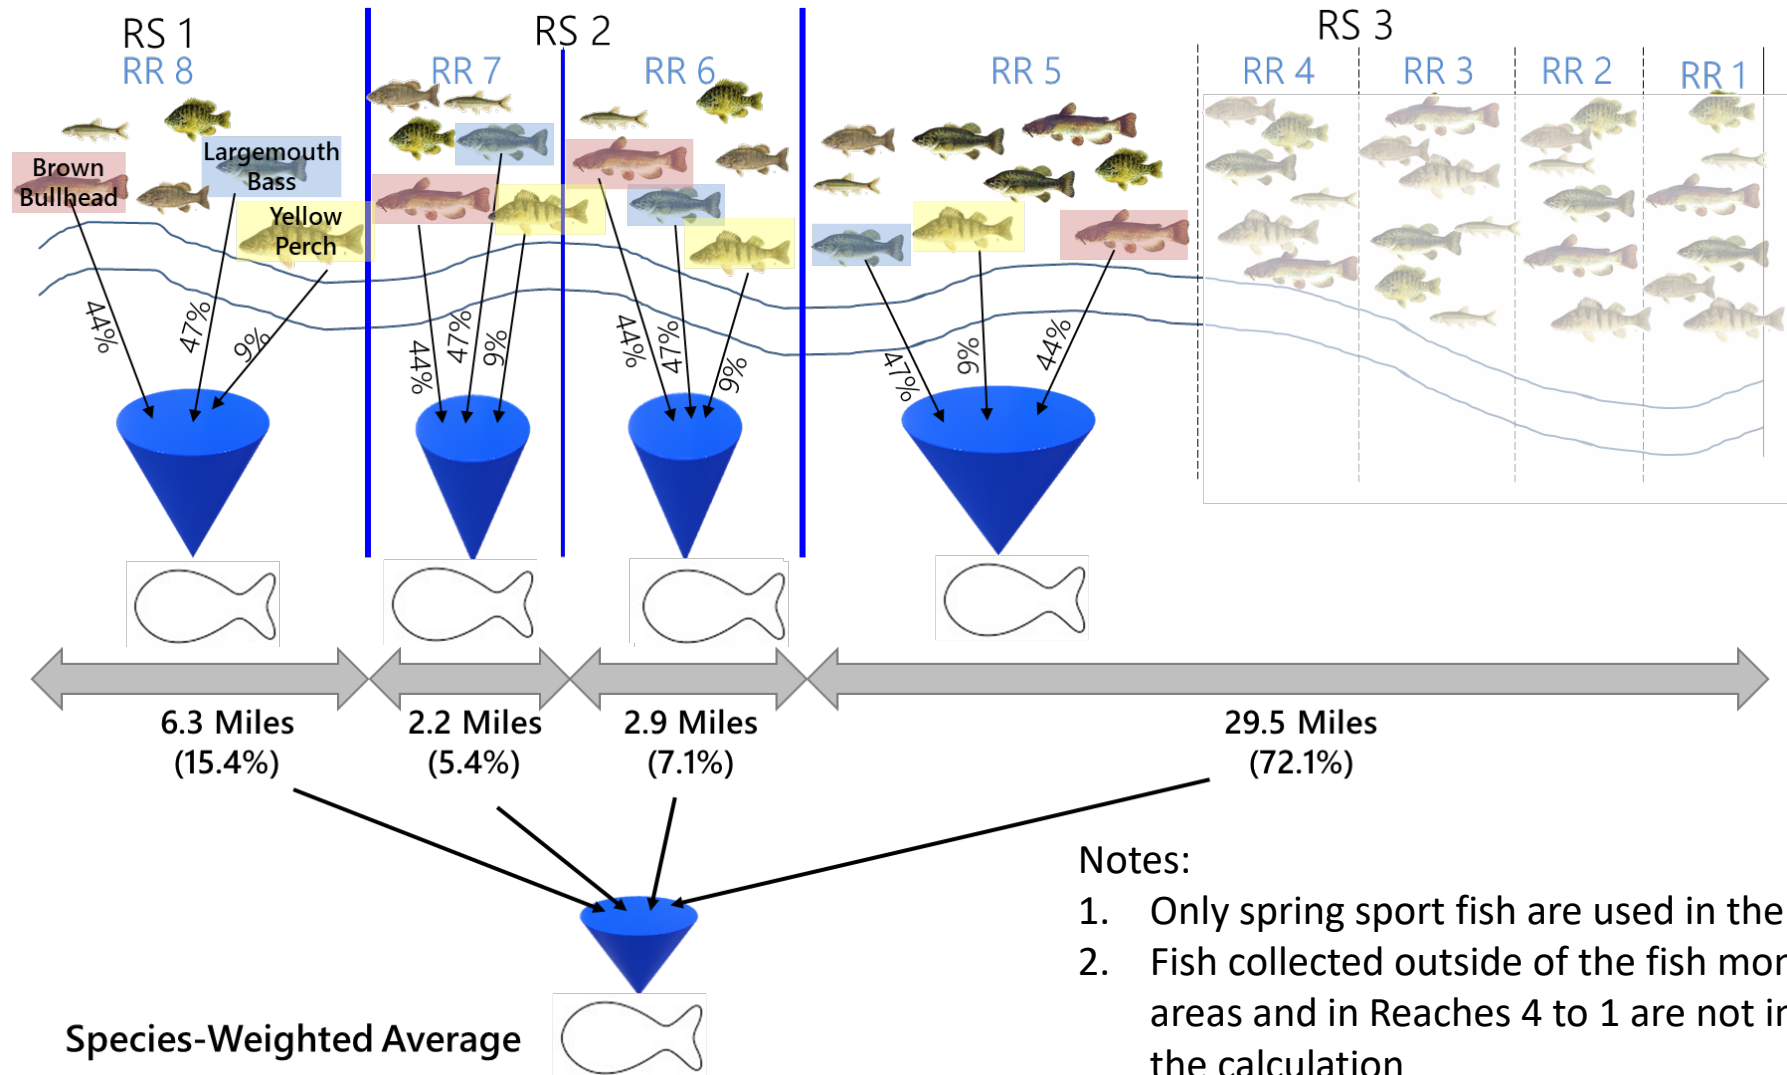 RS 1
RS 2
RS 3
RR 8
RR 7
RR 6
RR 5
RR 4
RR 3
RR 2
RR 1
Brown
Bullhead
Largemouth
Bass
Yellow
Perch
44%
47%
9%
44%
47%
9%
44%
47%
9%
47%
9%
44%
6.3 Miles
(15.4%)
2.2 Miles
(5.4%)
2.9 Miles
(7.1%)
29.5 Miles
(72.1%)
Notes:
1. Only spring sport fish are used in the
2. Fish collected outside of the fish mon
areas and in Reaches 4 to 1 are not in
the calculation
Species-Weighted Average